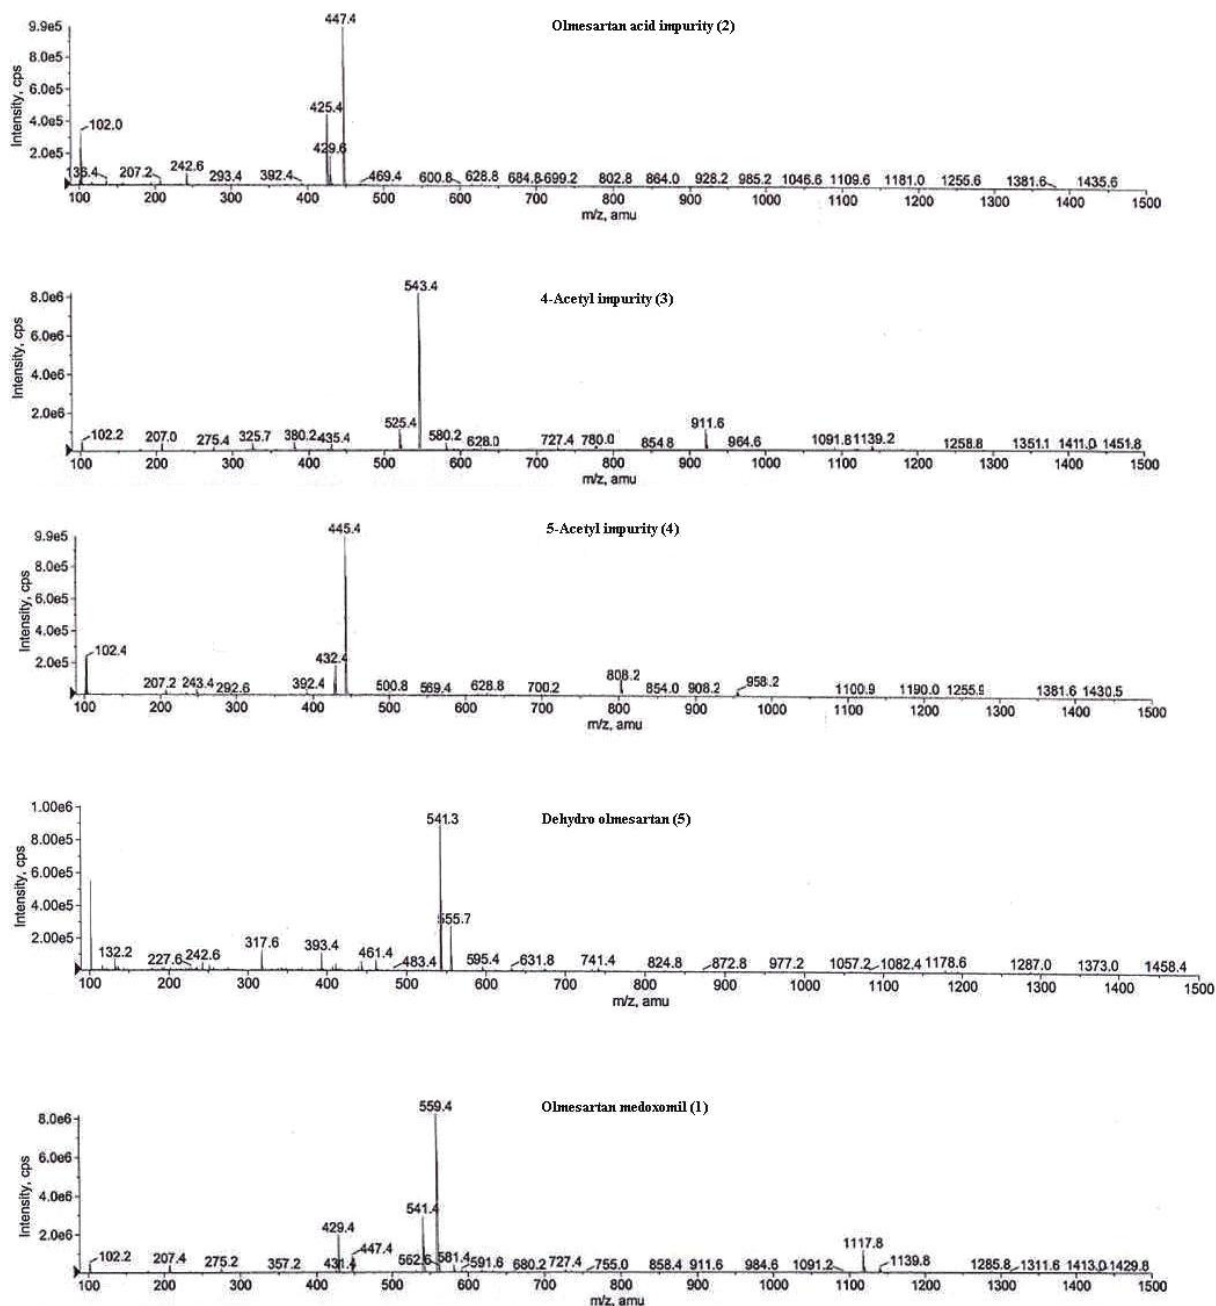 Olmesartan acid impurity (2)
Intensity, cps
9.9e5
8.0e5
6.0e5
4.0e5
2.0e5
447.4
425.4
429.6
102.0
136.4 207.2 242.6 293.4 392.4 469.4 600.8 628.8 684.8 699.2 802.8 864.0 928.2 985.2 1046.6 1109.6 1181.0 1255.6 1381.6 1435.6
100 200 300 400 500 600 700 800 900 1000 1100 1200 1300 1400 1500
m/z, amu
4-Acetyl impurity (3)
Intensity, cps
8.0e6
6.0e6
4.0e6
2.0e6
543.4
525.4 911.6
102.2 207.0 275.4 325.7 380.2 435.4 580.2 628.0 727.4 780.0 854.8 964.6 1091.8 1139.2 1258.8 1351.1 1411.0 1451.8
100 200 300 400 500 600 700 800 900 1000 1100 1200 1300 1400 1500
m/z, amu
5-Acetyl impurity (4)
Intensity, cps
9.9e5
8.0e5
6.0e5
4.0e5
2.0e5
445.4
102.4 432.4
808.2
207.2 243.4 292.6 392.4 500.8 569.4 628.8 700.2 854.0 908.2 958.2 1100.9 1190.0 1255.9 1381.6 1430.5
100 200 300 400 500 600 700 800 900 1000 1100 1200 1300 1400 1500
m/z, amu
Dehydro olmesartan (5)
Intensity, cps
1.00e6
8.00e5
6.00e5
4.00e5
2.00e5
541.3
555.7
132.2 227.6 242.6 317.6 393.4 461.4 483.4 595.4 631.8 741.4 824.8 872.8 977.2 1057.2 1082.4 1178.6 1287.0 1373.0 1458.4
100 200 300 400 500 600 700 800 900 1000 1100 1200 1300 1400 1500
m/z, amu
Olmesartan medoxomil (1)
Intensity, cps
8.0e6
6.0e6
4.0e6
2.0e6
559.4
541.4
429.4
447.4 1117.8
102.2 207.4 275.2 357.2 431.4 562.6 581.4 591.6 680.2 727.4 755.0 858.4 911.6 984.6 1091.2 1139.8 1285.8 1311.6 1413.0 1429.8
100 200 300 400 500 600 700 800 900 1000 1100 1200 1300 1400 1500
m/z, amu